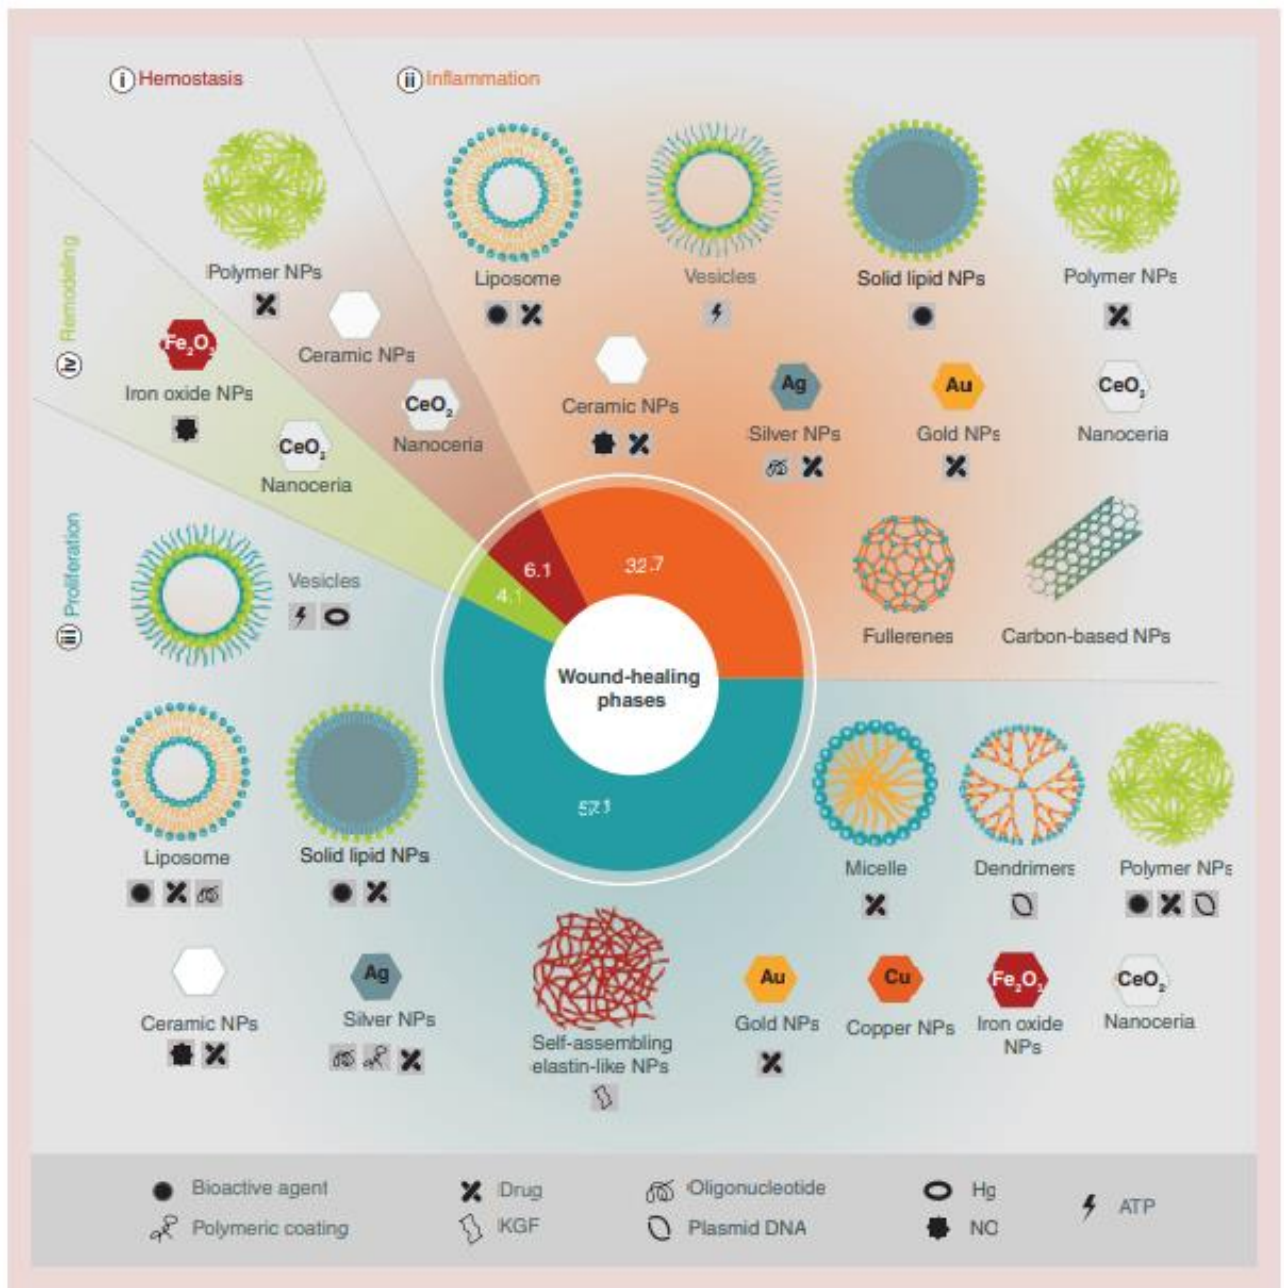 i Hemostasis
ii Inflammation
Polymer NPs
Liposome
Vesicles
Solid lipid NPs
Polymer NPs
iv Remodeling
Fe2O3
Iron oxide NPs
Ceramic NPs
CeO2
Nanoceria
CeO3
Nanoceria
Ceramic NPs
Ag
Silver NPs
Au
Gold NPs
CeO3
Nanoceria
Fullerenes
Carbon-based NPs
iii Proliferation
Vesicles
6.1
32.7
4.1
57.1
Wound-healing
phases
Liposome
Solid lipid NPs
Micelle
Dendrimers
Polymer NPs
Ceramic NPs
Ag
Silver NPs
Self-assembling
elastin-like NPs
Au
Gold NPs
Cu
Copper NPs
Fe2O3
Iron oxide
NPs
CeO2
Nanoceria
Bioactive agent
Drug
Oligonucleotide
Hg
ATP
Polymeric coating
KGF
Plasmid DNA
NO